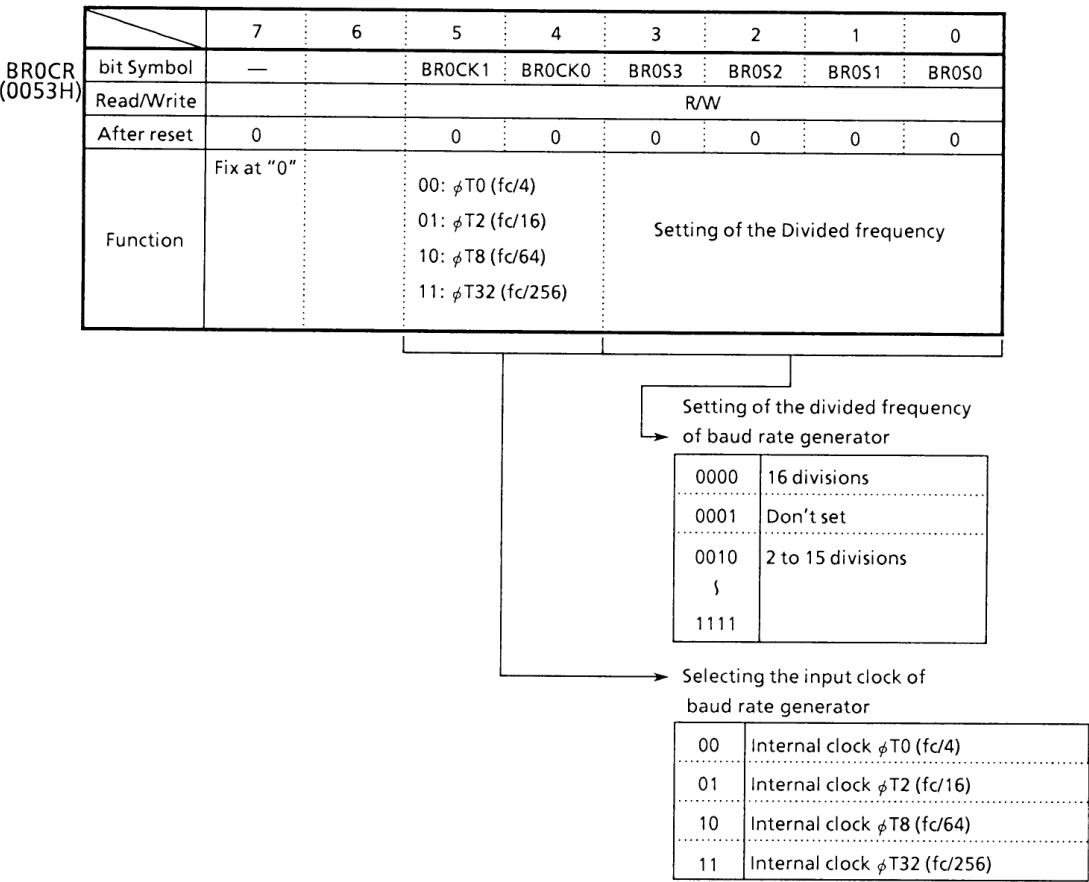 7 6 5 4 3 2 1 0
BR0CR (0053H)
bit Symbol — BR0CK1 BR0CK0 BR0S3 BR0S2 BR0S1 BR0S0
Read/Write R/W
After reset 0 0 0 0 0 0 0
Function
Fix at "0"
00: ϕT0 (fc/4)
01: ϕT2 (fc/16)
10: ϕT8 (fc/64)
11: ϕT32 (fc/256)
Setting of the Divided frequency
Setting of the divided frequency
of baud rate generator
0000 16 divisions
0001 Don't set
0010 2 to 15 divisions
⌇
1111
Selecting the input clock of
baud rate generator
00 Internal clock ϕT0 (fc/4)
01 Internal clock ϕT2 (fc/16)
10 Internal clock ϕT8 (fc/64)
11 Internal clock ϕT32 (fc/256)